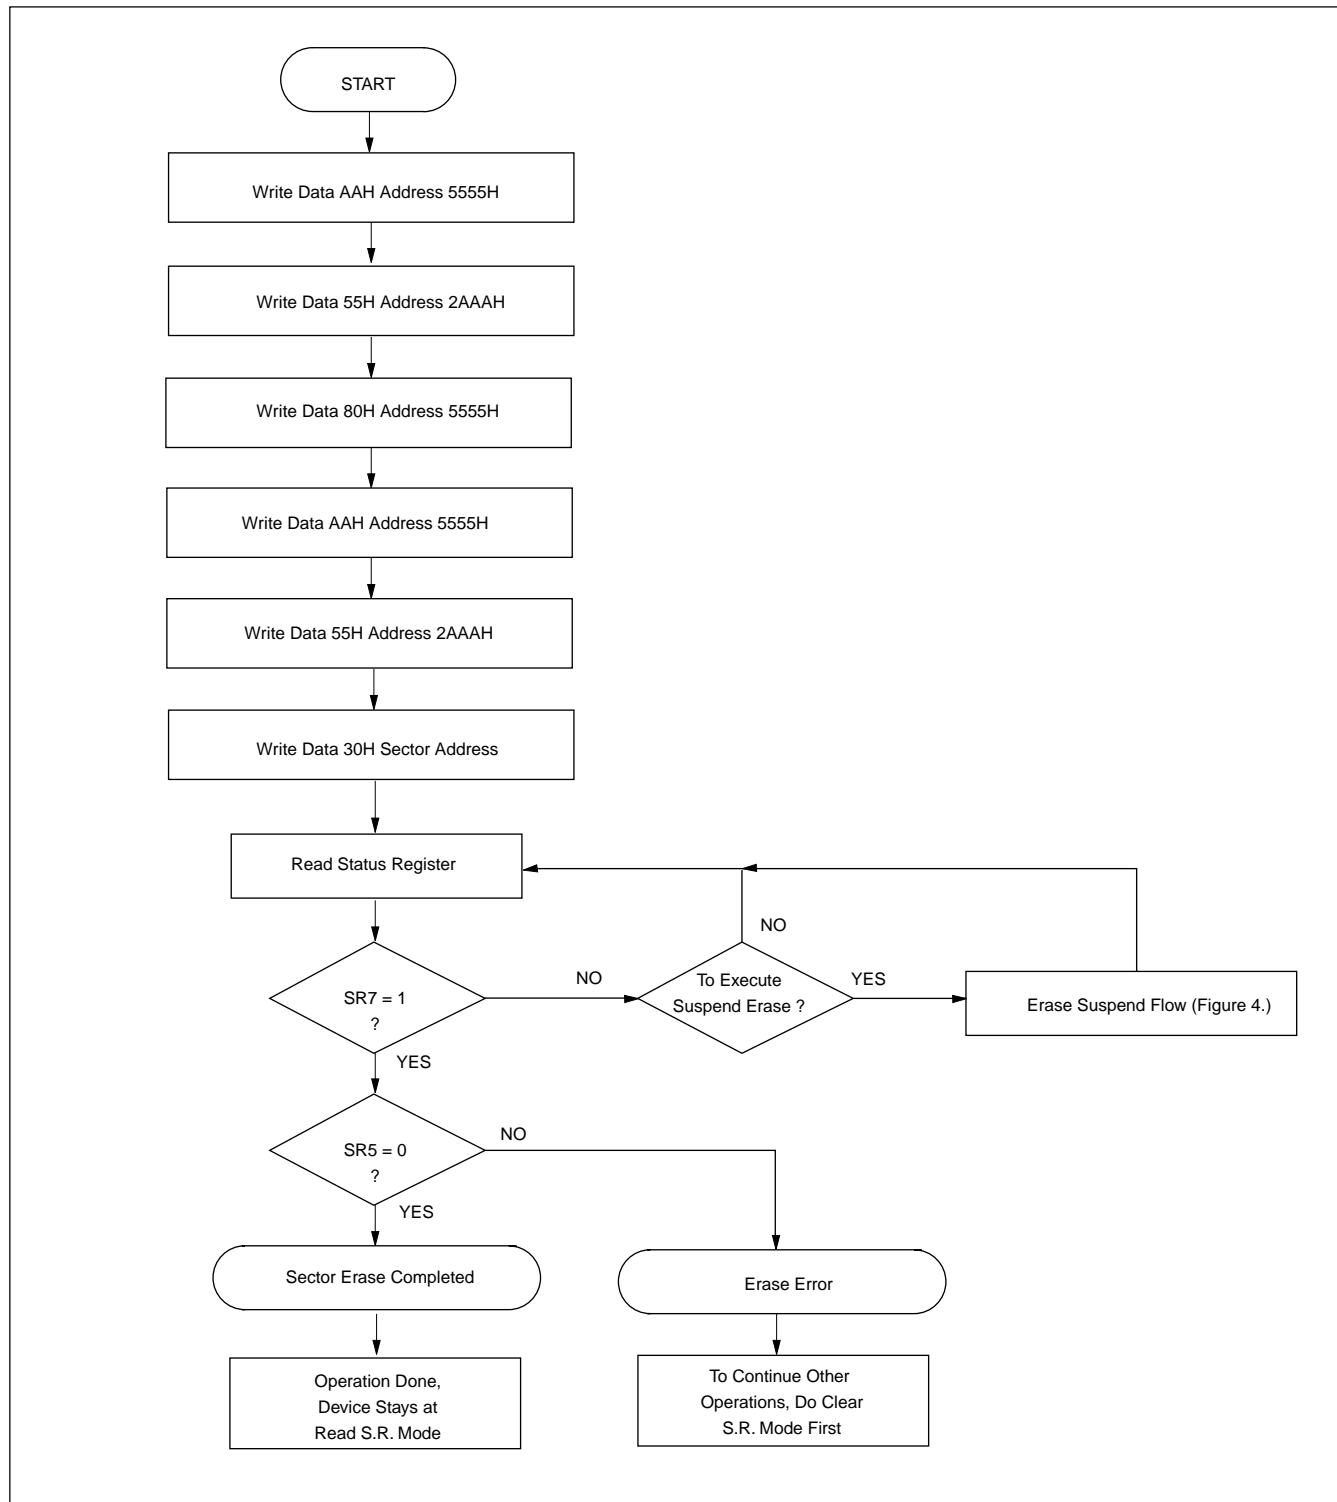 START
Write Data AAH Address 5555H
Write Data 55H Address 2AAAH
Write Data 80H Address 5555H
Write Data AAH Address 5555H
Write Data 55H Address 2AAAH
Write Data 30H Sector Address
Read Status Register
NO
SR7 = 1
?
NO
To Execute
Suspend Erase ?
YES
Erase Suspend Flow (Figure 4.)
YES
SR5 = 0
?
NO
YES
Sector Erase Completed
Erase Error
Operation Done,
Device Stays at
Read S.R. Mode
To Continue Other
Operations, Do Clear
S.R. Mode First